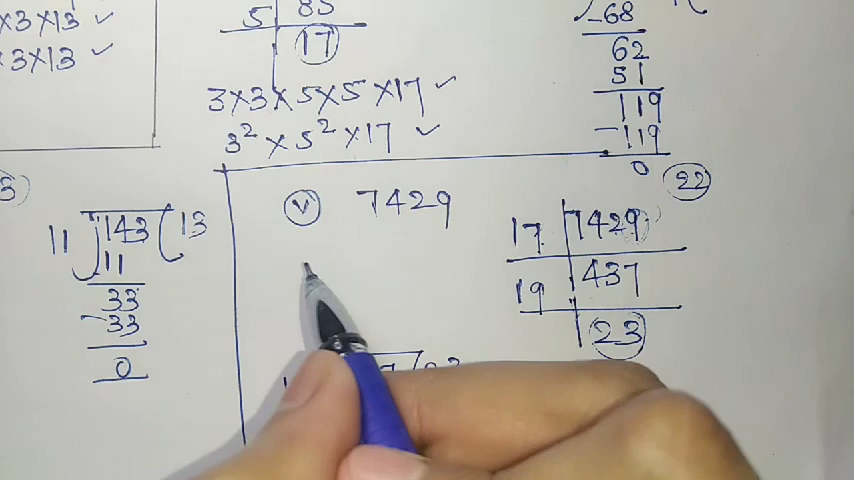 ×3×13 ✓
×3×13 ✓
5 | 85
17
3×3×5×5×17 ✓
3² × 5² × 17 ✓
-68
62
51
119
-119
0
22
11 ) 143 ( 13
11
33
-33
0
(v) 7429
17 | 7429
19 | 437
23